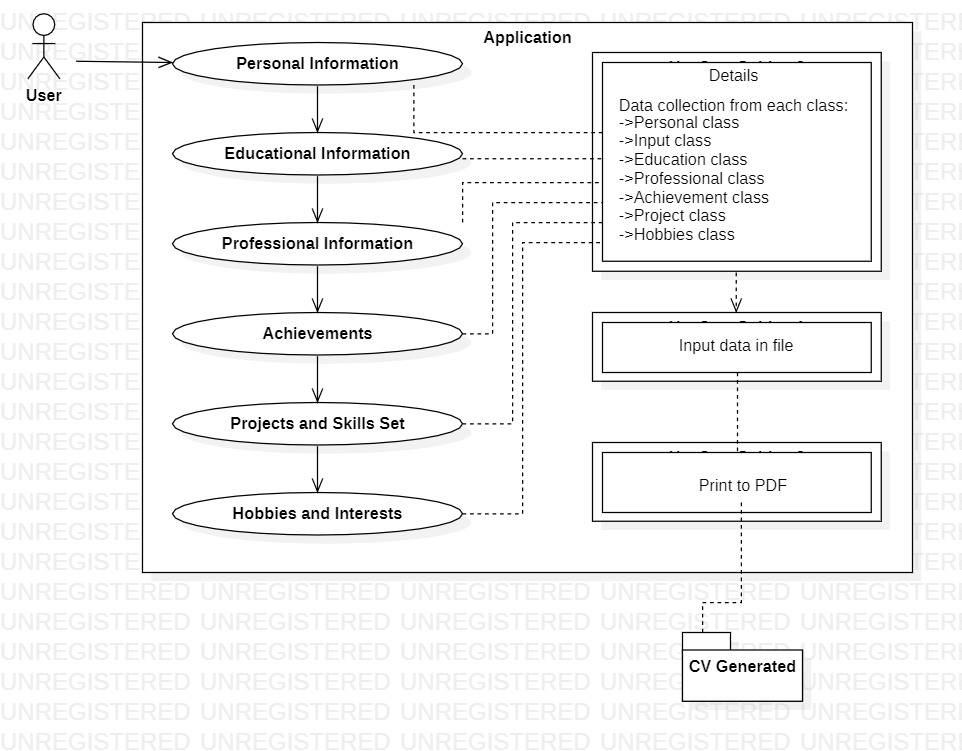 Application
User
Personal Information
Educational Information
Professional Information
Achievements
Projects and Skills Set
Hobbies and Interests
Details
Data collection from each class:
->Personal class
->Input class
->Education class
->Professional class
->Achievement class
->Project class
->Hobbies class
Input data in file
Print to PDF
CV Generated
UNREGISTERED UNREGISTERED UNREGISTERED UNREGISTERED